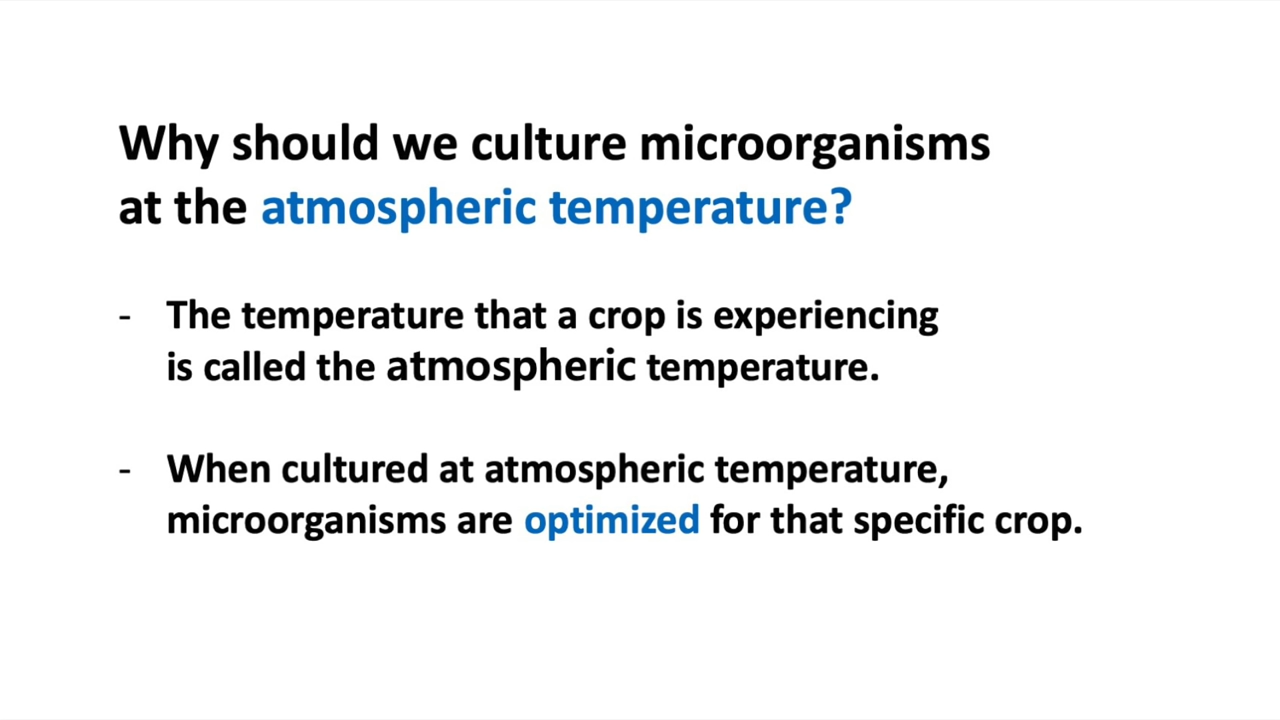 Why should we culture microorganisms
at the atmospheric temperature?
- The temperature that a crop is experiencing
is called the atmospheric temperature.
- When cultured at atmospheric temperature,
microorganisms are optimized for that specific crop.